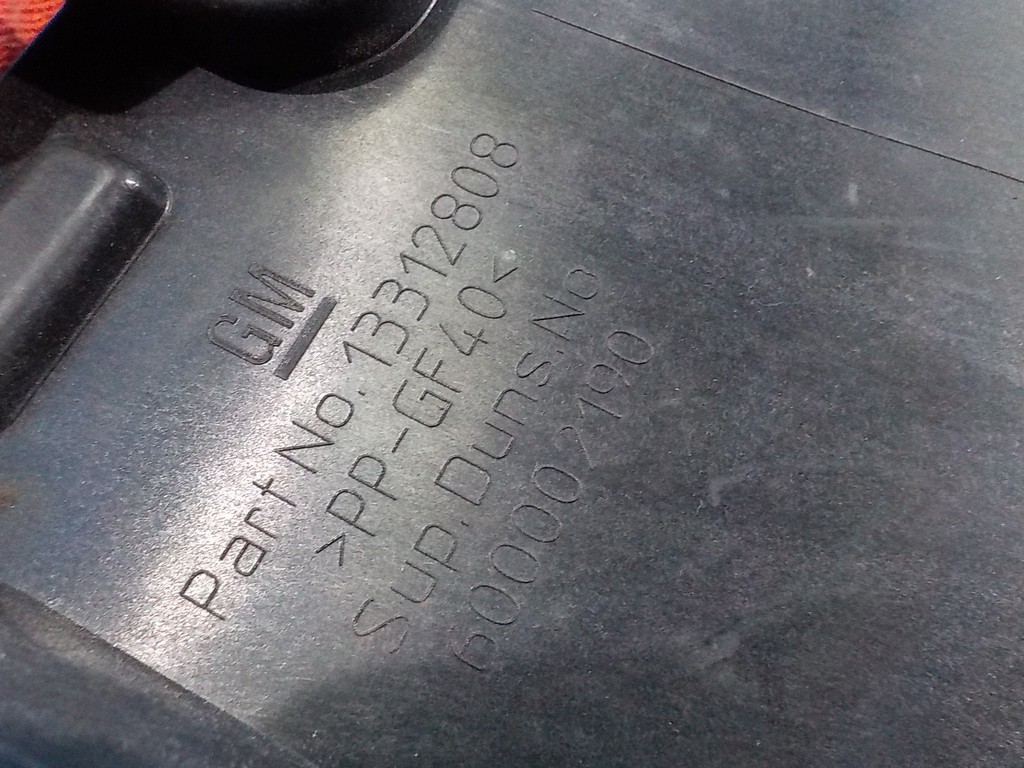 GM
Part No.13312808
>PP-GF40<
Sup.Duns.No
600002190